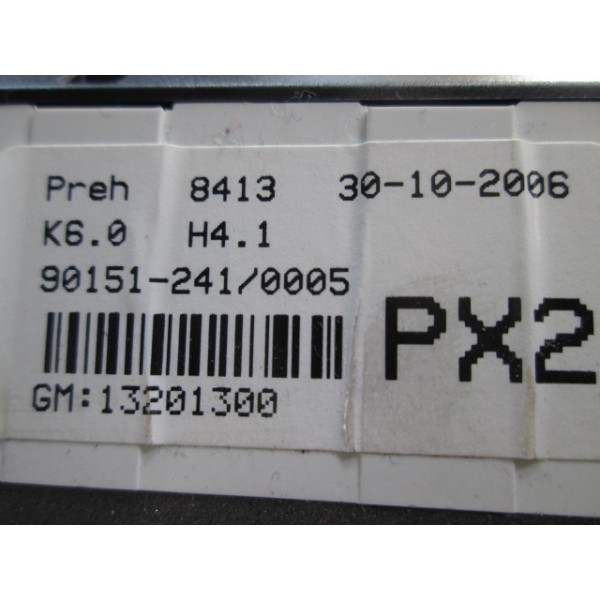 Preh 8413 30-10-2006
K6.0 H4.1
90151-241/0005
PX2
GM:13201300